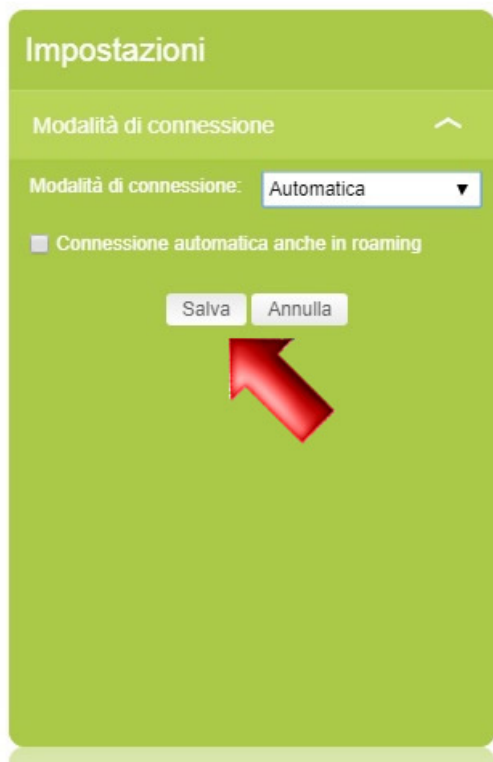 Impostazioni
Modalità di connessione
Modalità di connessione: Automatica
Connessione automatica anche in roaming
Salva Annulla